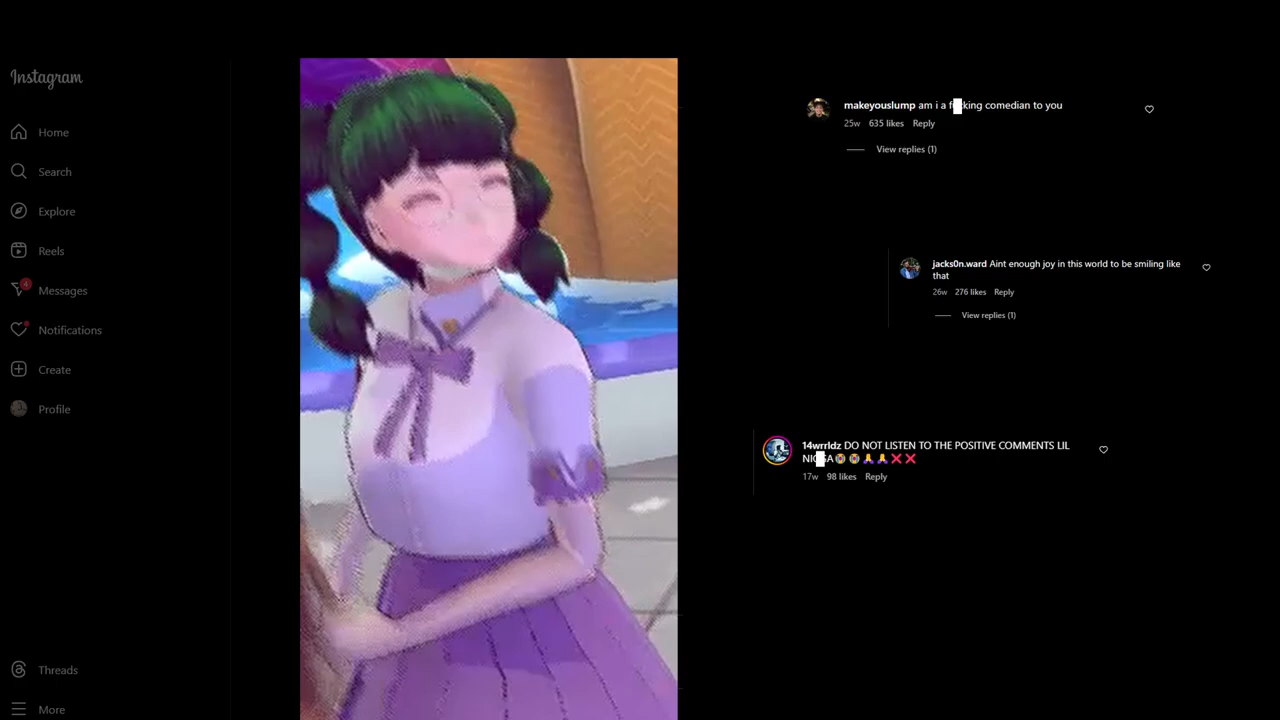 Instagram
Home
Search
Explore
Reels
4
Messages
Notifications
Create
Profile
Threads
More
makeyouslump am i a f cking comedian to you
25w 635 likes Reply
View replies (1)
jacks0n.ward Aint enough joy in this world to be smiling like
that
26w 276 likes Reply
View replies (1)
14wrrldz DO NOT LISTEN TO THE POSITIVE COMMENTS LIL
NI GA
17w 98 likes Reply